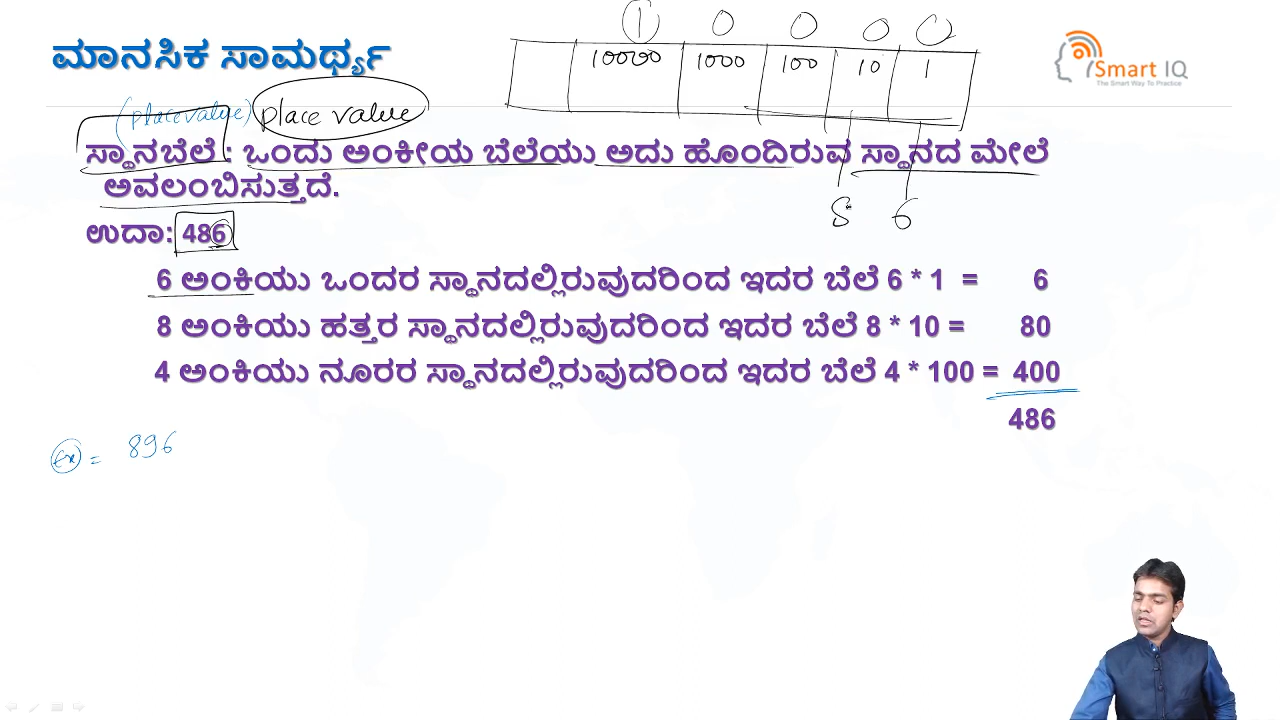 ಮಾನಸಿಕ ಸಾಮರ್ಥ್ಯ
1 0 0 0 0
10000 1000 100 10 1
Smart IQ
The Smart Way To Practice
(place value) place value
ಸ್ಥಾನಬೆಲೆ : ಒಂದು ಅಂಕೀಯ ಬೆಲೆಯು ಅದು ಹೊಂದಿರುವ ಸ್ಥಾನದ ಮೇಲೆ
ಅವಲಂಬಿಸುತ್ತದೆ.
8 6
ಉದಾ: 486
6 ಅಂಕಿಯು ಒಂದರ ಸ್ಥಾನದಲ್ಲಿರುವುದರಿಂದ ಇದರ ಬೆಲೆ 6 * 1 = 6
8 ಅಂಕಿಯು ಹತ್ತರ ಸ್ಥಾನದಲ್ಲಿರುವುದರಿಂದ ಇದರ ಬೆಲೆ 8 * 10 = 80
4 ಅಂಕಿಯು ನೂರರ ಸ್ಥಾನದಲ್ಲಿರುವುದರಿಂದ ಇದರ ಬೆಲೆ 4 * 100 = 400
486
Ex = 896